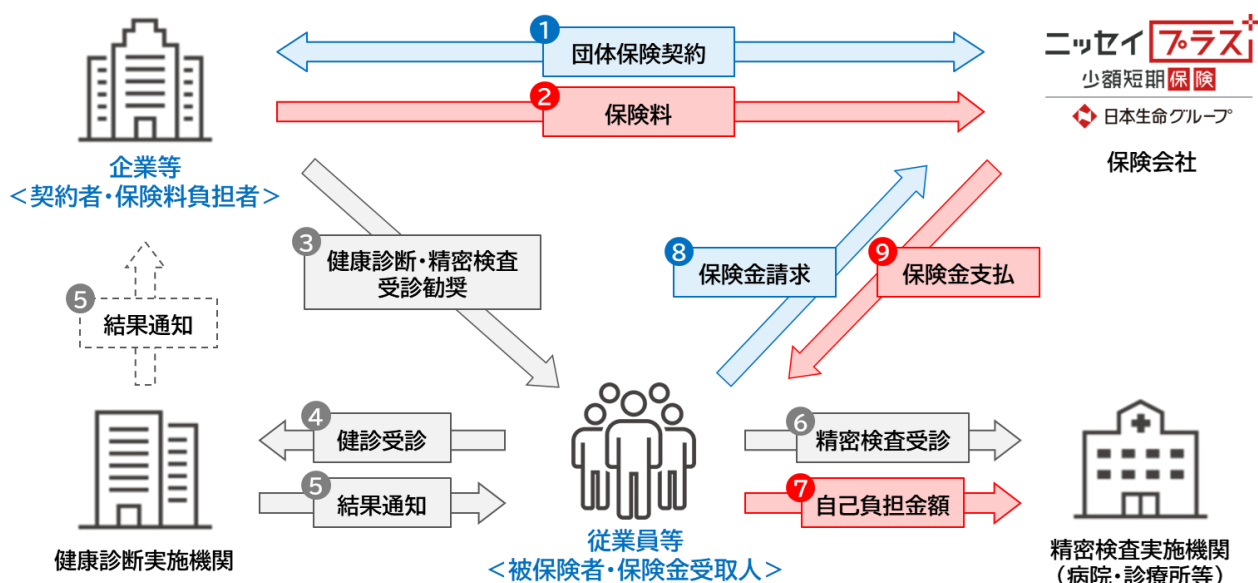 1
団体保険契約
ニッセイプラス
少額短期保険
日本生命グループ
保険会社
2
保険料
企業等
<契約者・保険料負担者>
3
健康診断・精密検査
受診勧奨
8
保険金請求
9
保険金支払
5
結果通知
4
健診受診
5
結果通知
6
精密検査受診
7
自己負担金額
健康診断実施機関
従業員等
<被保険者・保険金受取人>
精密検査実施機関
(病院・診療所等)